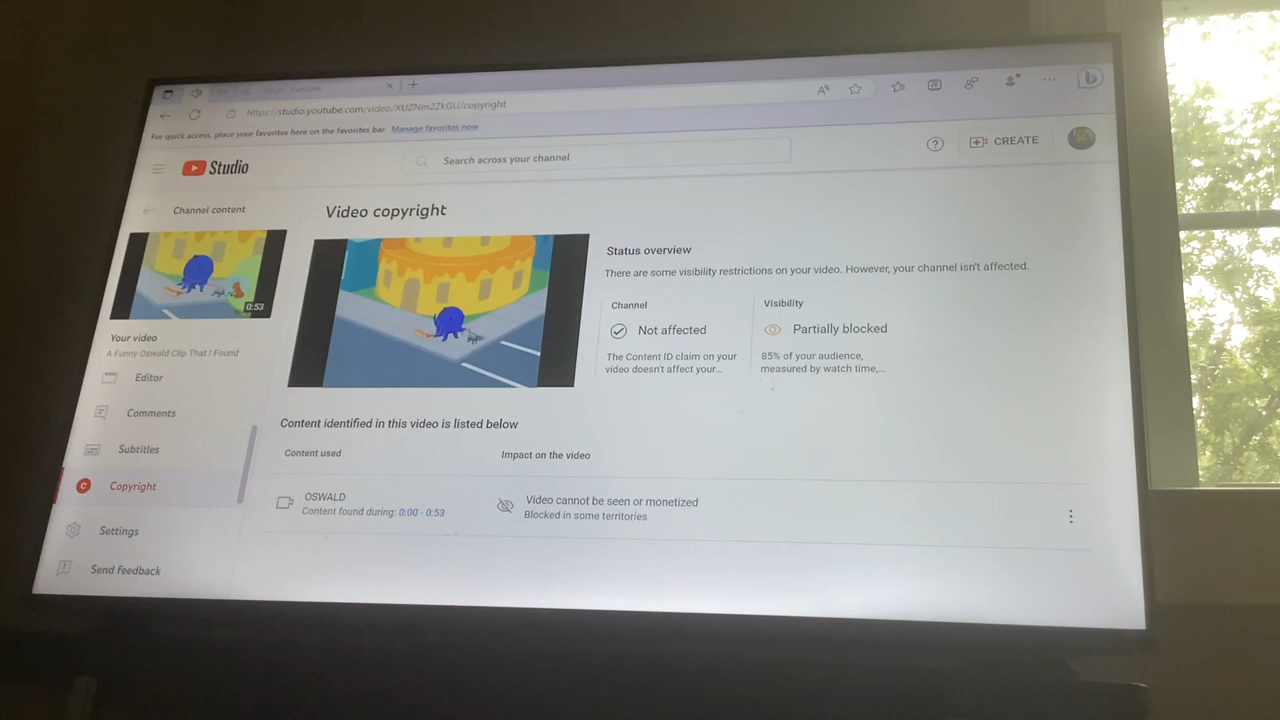 https://studio.youtube.com/video/XtJZNm2ZkGU/copyright
For quick access, place your favorites here on the favorites bar. Manage favorites now
Studio
Search across your channel
CREATE
Channel content
0:53
Your video
A Funny Oswald Clip That I Found
Editor
Comments
Subtitles
Copyright
Settings
Send feedback
Video copyright
Status overview
There are some visibility restrictions on your video. However, your channel isn't affected.
Channel
Not affected
The Content ID claim on your
video doesn't affect your...
Visibility
Partially blocked
85% of your audience,
measured by watch time,...
Content identified in this video is listed below
Content used
Impact on the video
OSWALD
Content found during: 0:00 - 0:53
Video cannot be seen or monetized
Blocked in some territories